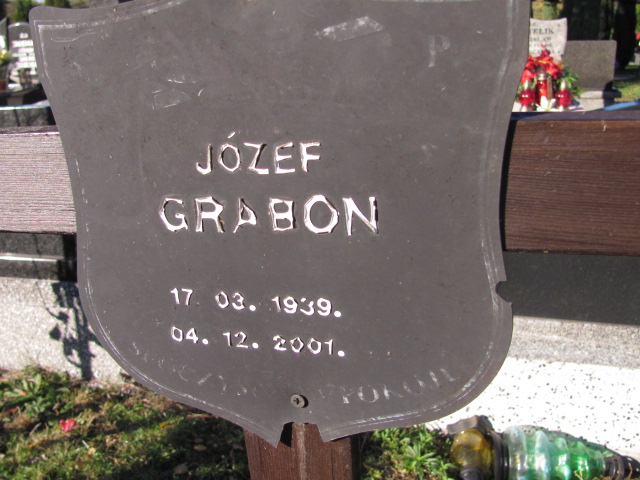 P
JÓZEF
GRABON
17 03. 1939.
04. 12. 2001.